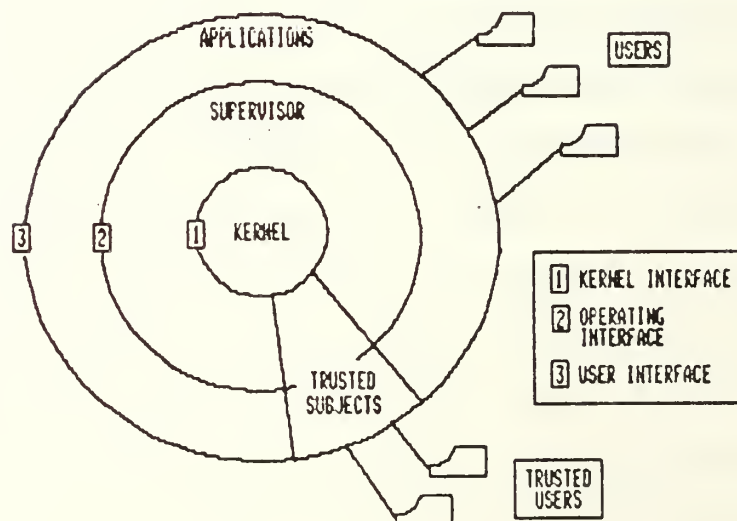 APPLICATIONS
USERS
SUPERVISOR
3
2
1
KERNEL
1 KERNEL INTERFACE
2 OPERATING
INTERFACE
3 USER INTERFACE
TRUSTED
SUBJECTS
TRUSTED
USERS